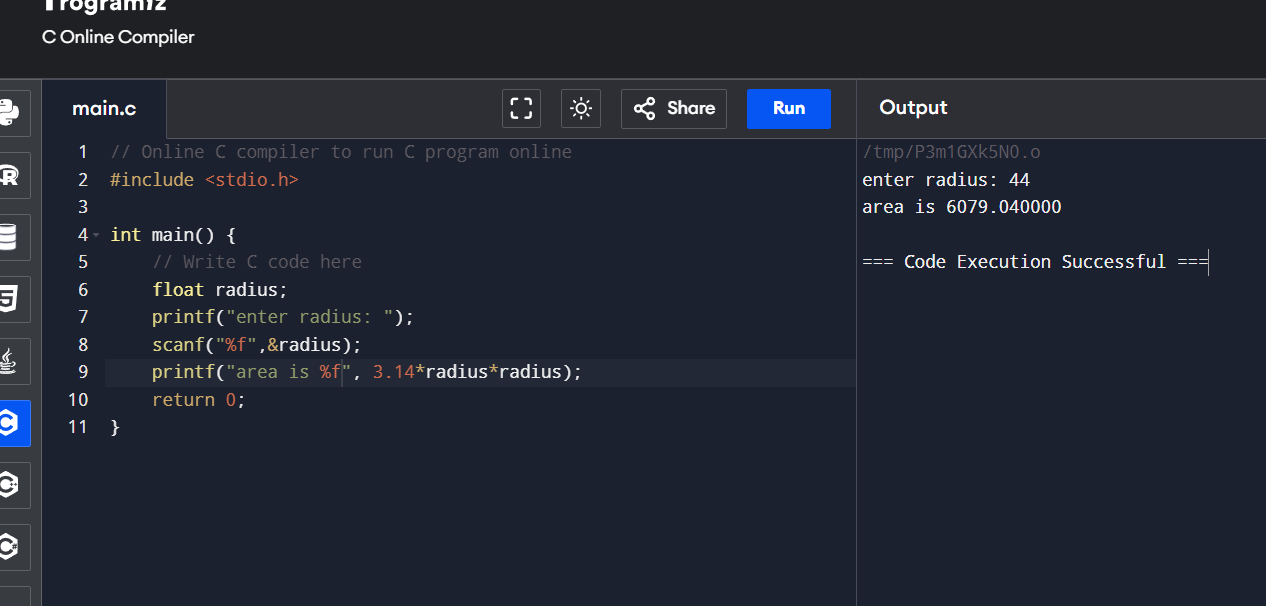 Programiz
C Online Compiler
main.c
Share
Run
Output
1 // Online C compiler to run C program online
2 #include <stdio.h>
3
4 int main() {
5     // Write C code here
6     float radius;
7     printf("enter radius: ");
8     scanf("%f",&radius);
9     printf("area is %f", 3.14*radius*radius);
10     return 0;
11 }
/tmp/P3m1GXk5N0.o
enter radius: 44
area is 6079.040000
=== Code Execution Successful ===